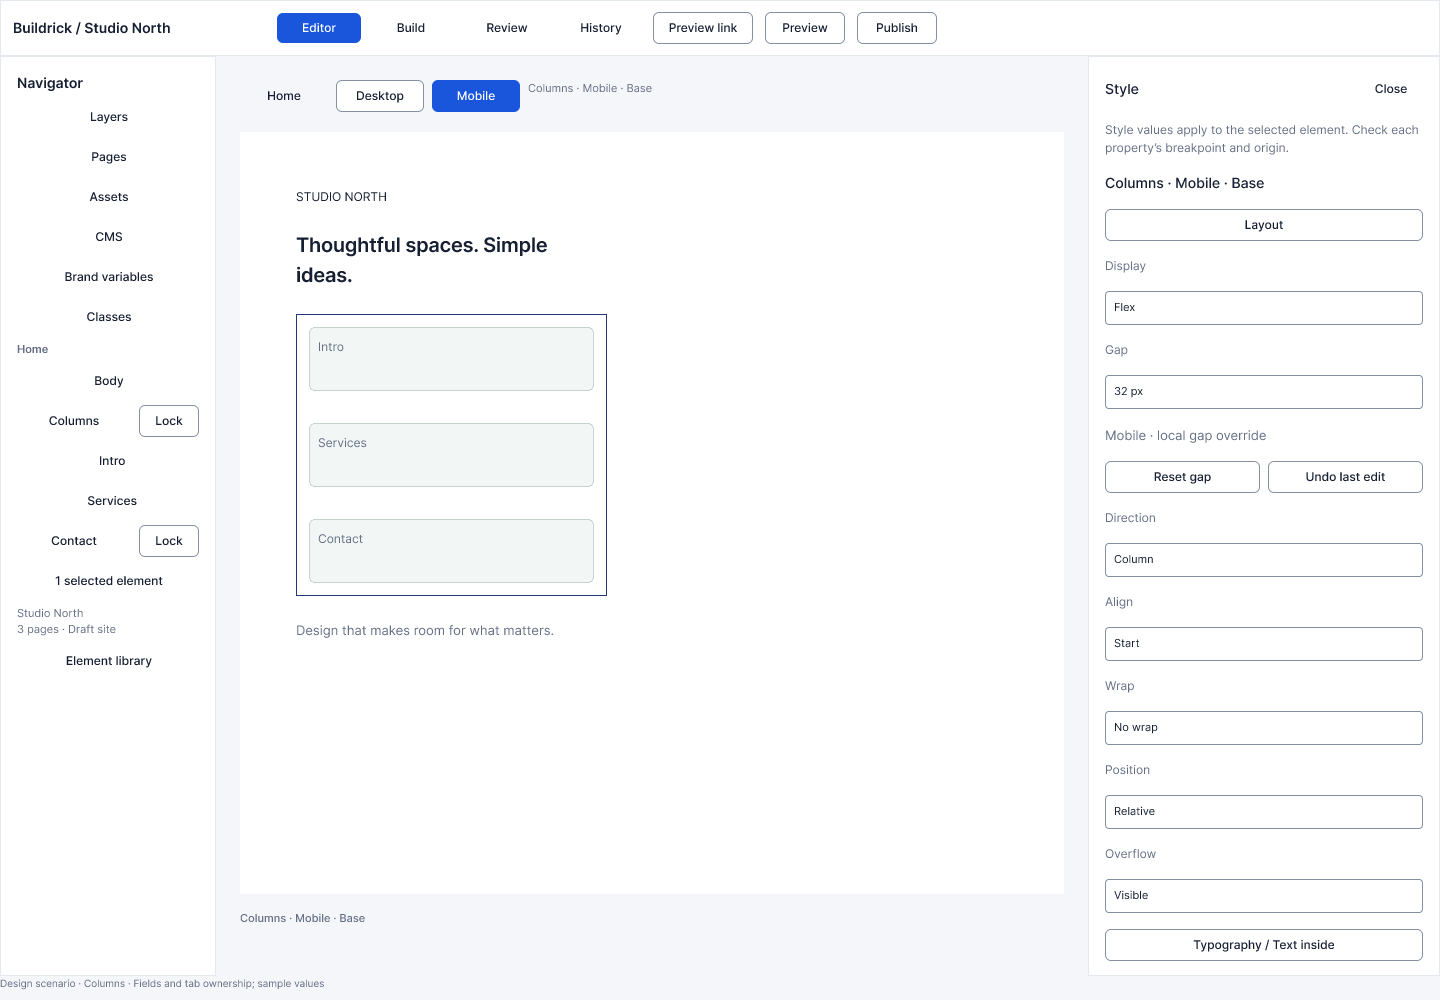 Buildrick / Studio North
Editor
Build
Review
History
Preview link
Preview
Publish
Navigator
Layers
Pages
Assets
CMS
Brand variables
Classes
Home
Body
Columns
Lock
Intro
Services
Contact
Lock
1 selected element
Studio North
3 pages · Draft site
Element library
Home
Desktop
Mobile
Columns · Mobile · Base
STUDIO NORTH
Thoughtful spaces. Simple
ideas.
Intro
Services
Contact
Design that makes room for what matters.
Columns · Mobile · Base
Style
Close
Style values apply to the selected element. Check each
property’s breakpoint and origin.
Columns · Mobile · Base
Layout
Display
Flex
Gap
32 px
Mobile · local gap override
Reset gap
Undo last edit
Direction
Column
Align
Start
Wrap
No wrap
Position
Relative
Overflow
Visible
Typography / Text inside
Design scenario · Columns · Fields and tab ownership; sample values